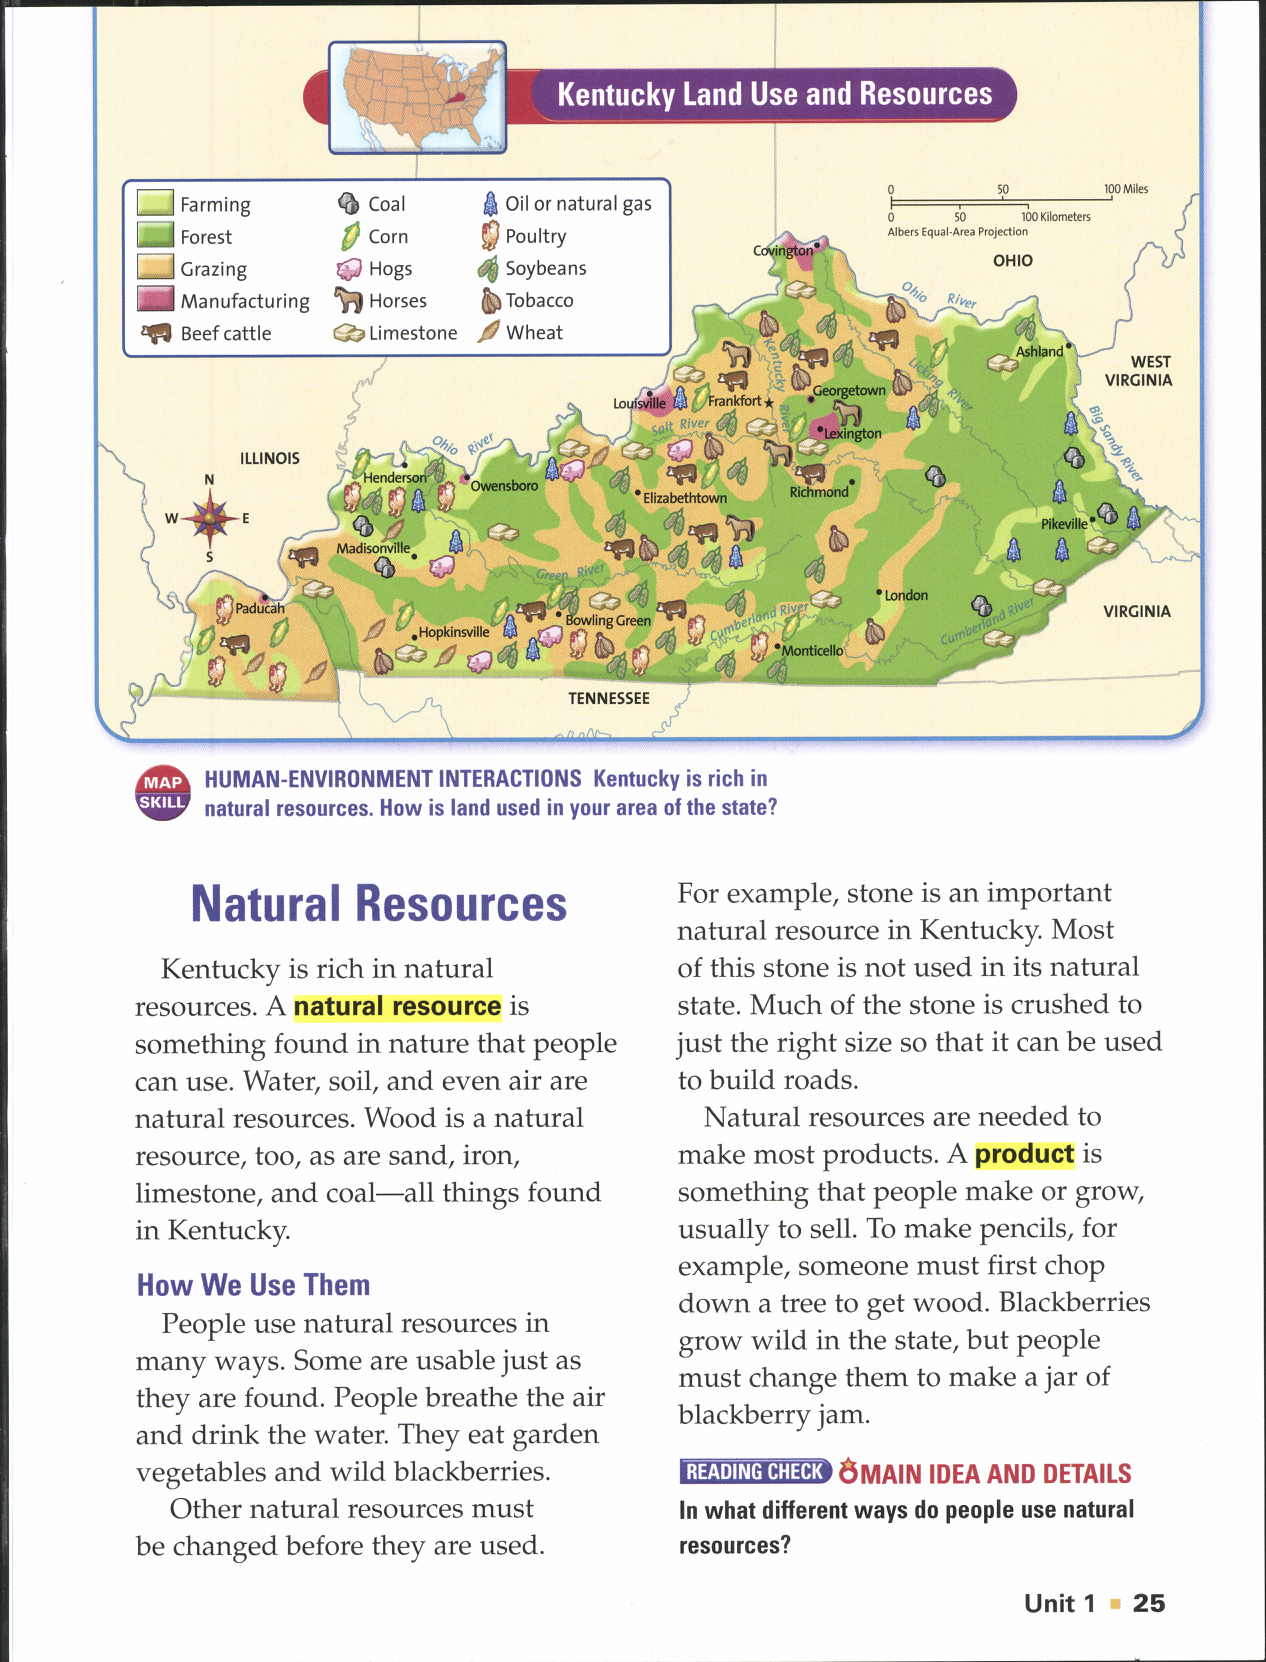 Kentucky Land Use and Resources
Farming
Forest
Grazing
Manufacturing
Beef cattle
Coal
Corn
Hogs
Horses
Limestone
Oil or natural gas
Poultry
Soybeans
Tobacco
Wheat
0 50 100 Miles
0 50 100 Kilometers
Albers Equal-Area Projection
OHIO
Covington
Ohio River
Ashland
WEST
VIRGINIA
Kentucky River
Licking River
Georgetown
Louisville
Frankfort
Lexington
Salt River
Big Sandy River
ILLINOIS
Ohio River
Henderson
Owensboro
Elizabethtown
Richmond
N
W
E
S
Pikeville
Madisonville
Green River
Paducah
London
VIRGINIA
Hopkinsville
Bowling Green
Cumberland River
Cumberland River
Monticello
TENNESSEE
MAP
SKILL
HUMAN-ENVIRONMENT INTERACTIONS Kentucky is rich in
natural resources. How is land used in your area of the state?
Natural Resources
Kentucky is rich in natural
resources. A natural resource is
something found in nature that people
can use. Water, soil, and even air are
natural resources. Wood is a natural
resource, too, as are sand, iron,
limestone, and coal—all things found
in Kentucky.
How We Use Them
People use natural resources in
many ways. Some are usable just as
they are found. People breathe the air
and drink the water. They eat garden
vegetables and wild blackberries.
Other natural resources must
be changed before they are used.
For example, stone is an important
natural resource in Kentucky. Most
of this stone is not used in its natural
state. Much of the stone is crushed to
just the right size so that it can be used
to build roads.
Natural resources are needed to
make most products. A product is
something that people make or grow,
usually to sell. To make pencils, for
example, someone must first chop
down a tree to get wood. Blackberries
grow wild in the state, but people
must change them to make a jar of
blackberry jam.
READING CHECK MAIN IDEA AND DETAILS
In what different ways do people use natural
resources?
Unit 1 25